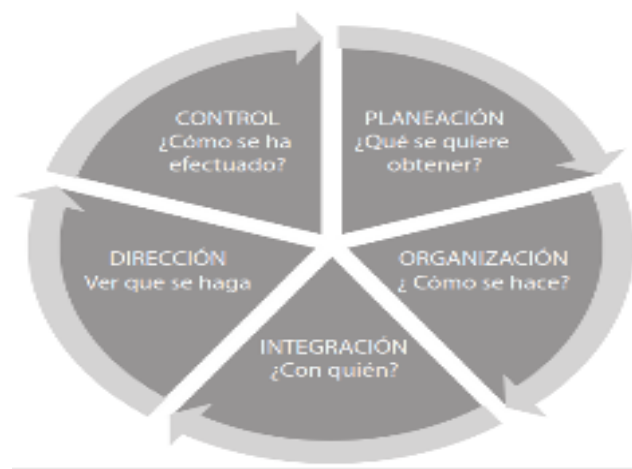 CONTROL
¿Cómo se ha
efectuado?
PLANEACIÓN
¿Qué se quiere
obtener?
ORGANIZACIÓN
¿ Cómo se hace?
INTEGRACIÓN
¿Con quién?
DIRECCIÓN
Ver que se haga